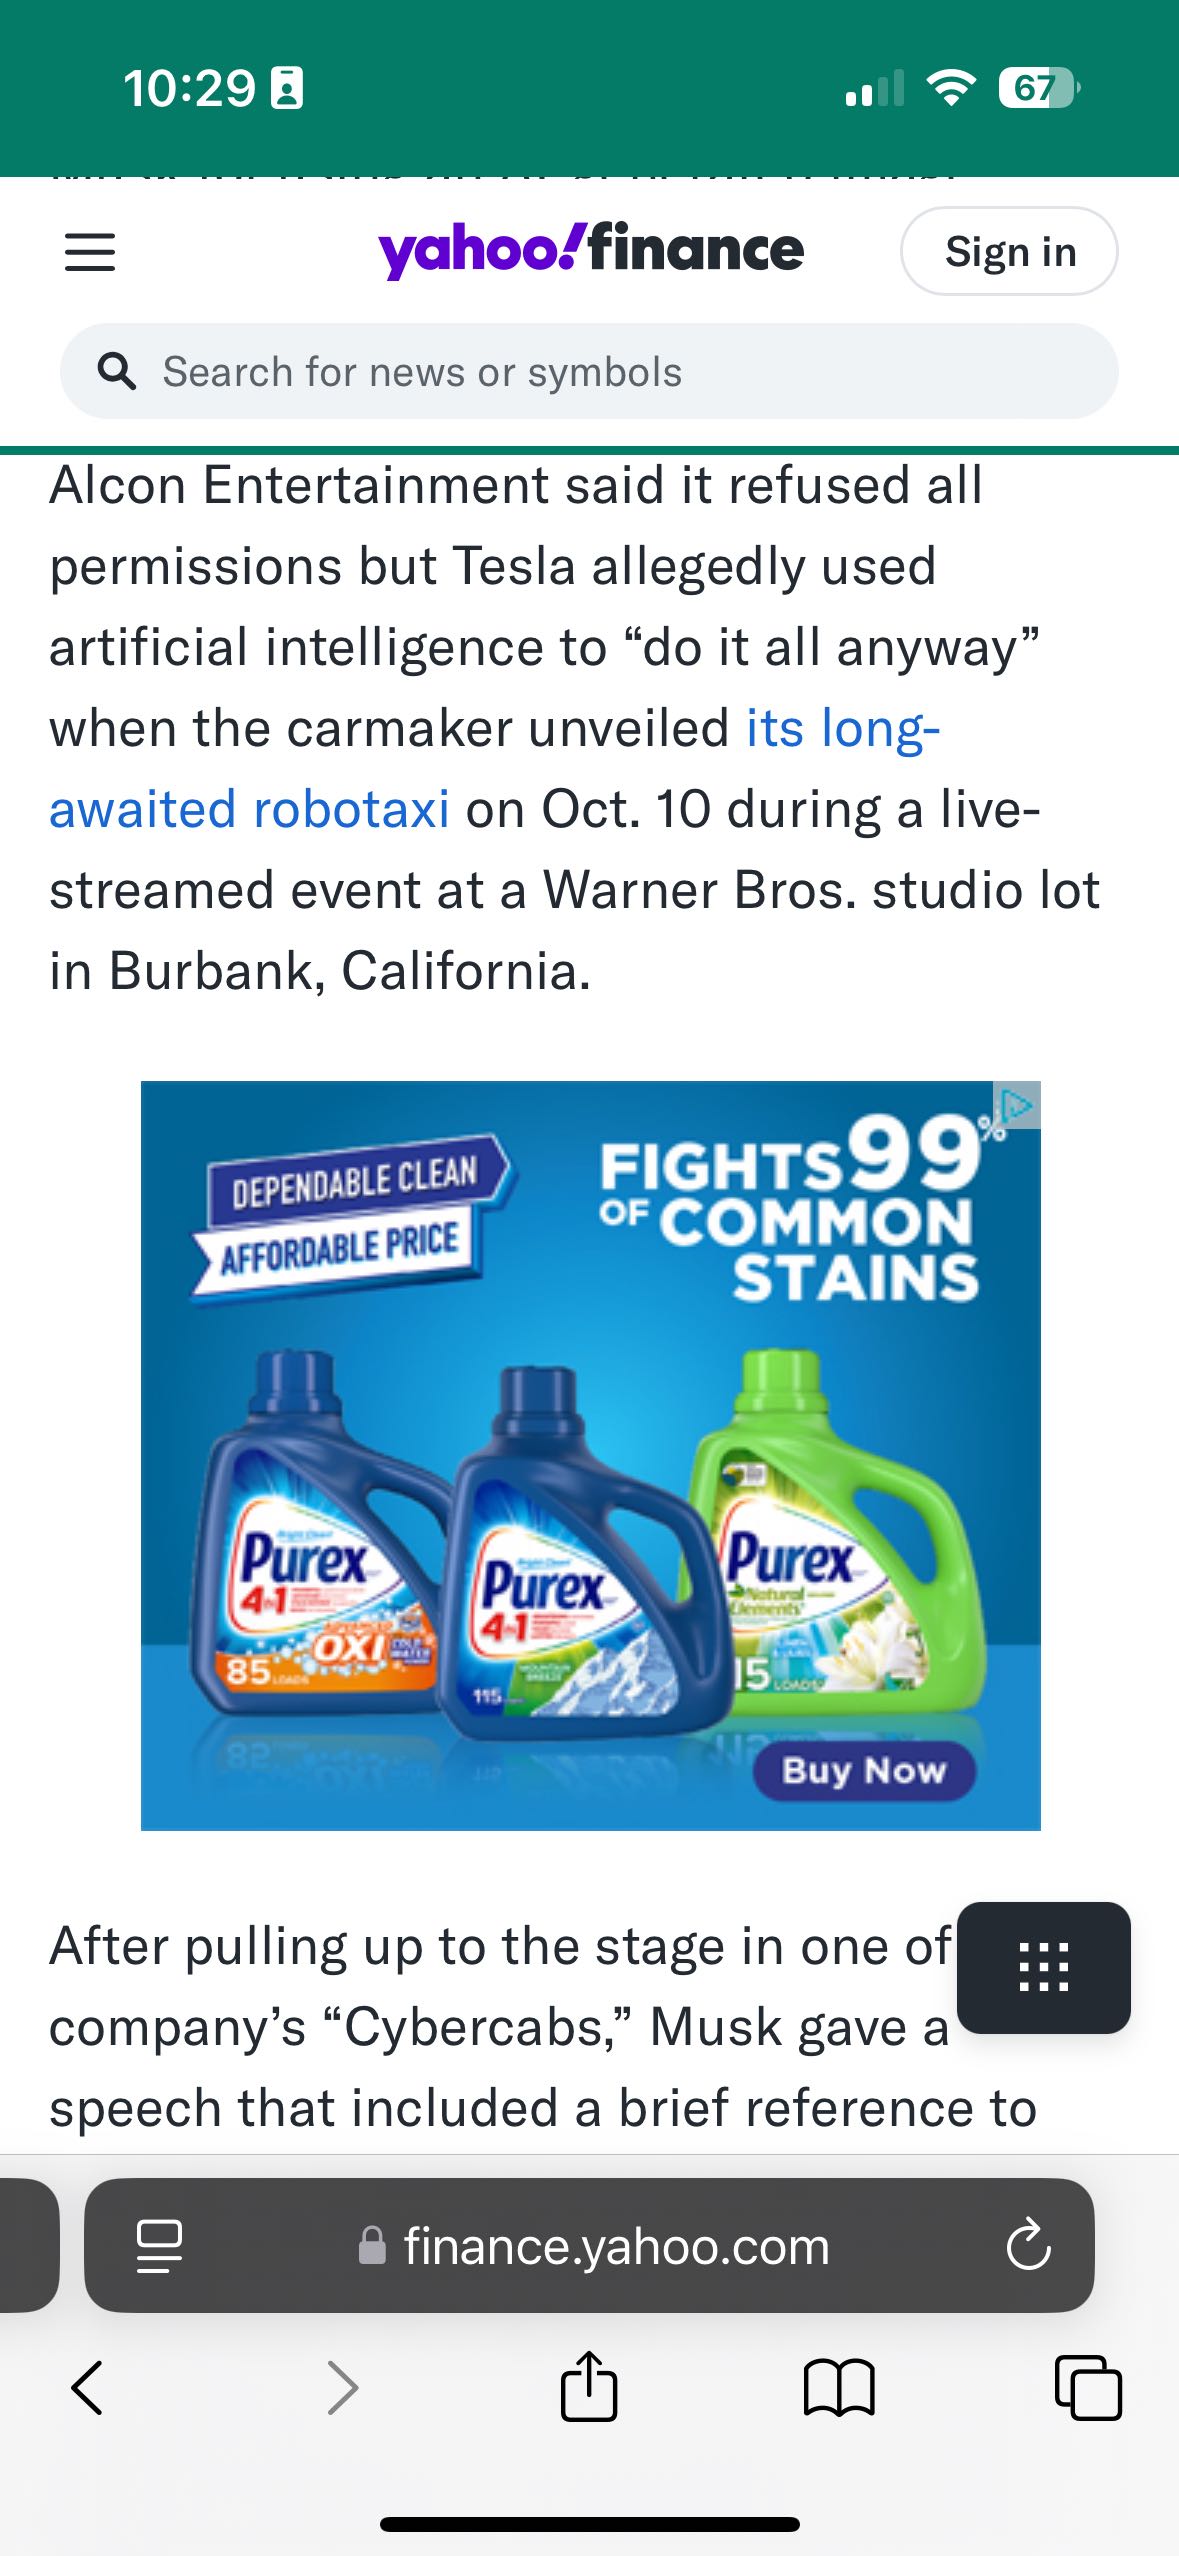 10:29
67
yahoo!finance
Sign in
Search for news or symbols
Alcon Entertainment said it refused all
permissions but Tesla allegedly used
artificial intelligence to “do it all anyway”
when the carmaker unveiled its long-
awaited robotaxi on Oct. 10 during a live-
streamed event at a Warner Bros. studio lot
in Burbank, California.
DEPENDABLE CLEAN
AFFORDABLE PRICE
FIGHTS 99%
OF COMMON
STAINS
Purex
4in1
OXI
85 LOADS
Purex
4in1
MOUNTAIN
BREEZE
115
Purex
Natural
Elements
15 LOADS
Buy Now
After pulling up to the stage in one of
company’s “Cybercabs,” Musk gave a
speech that included a brief reference to
finance.yahoo.com